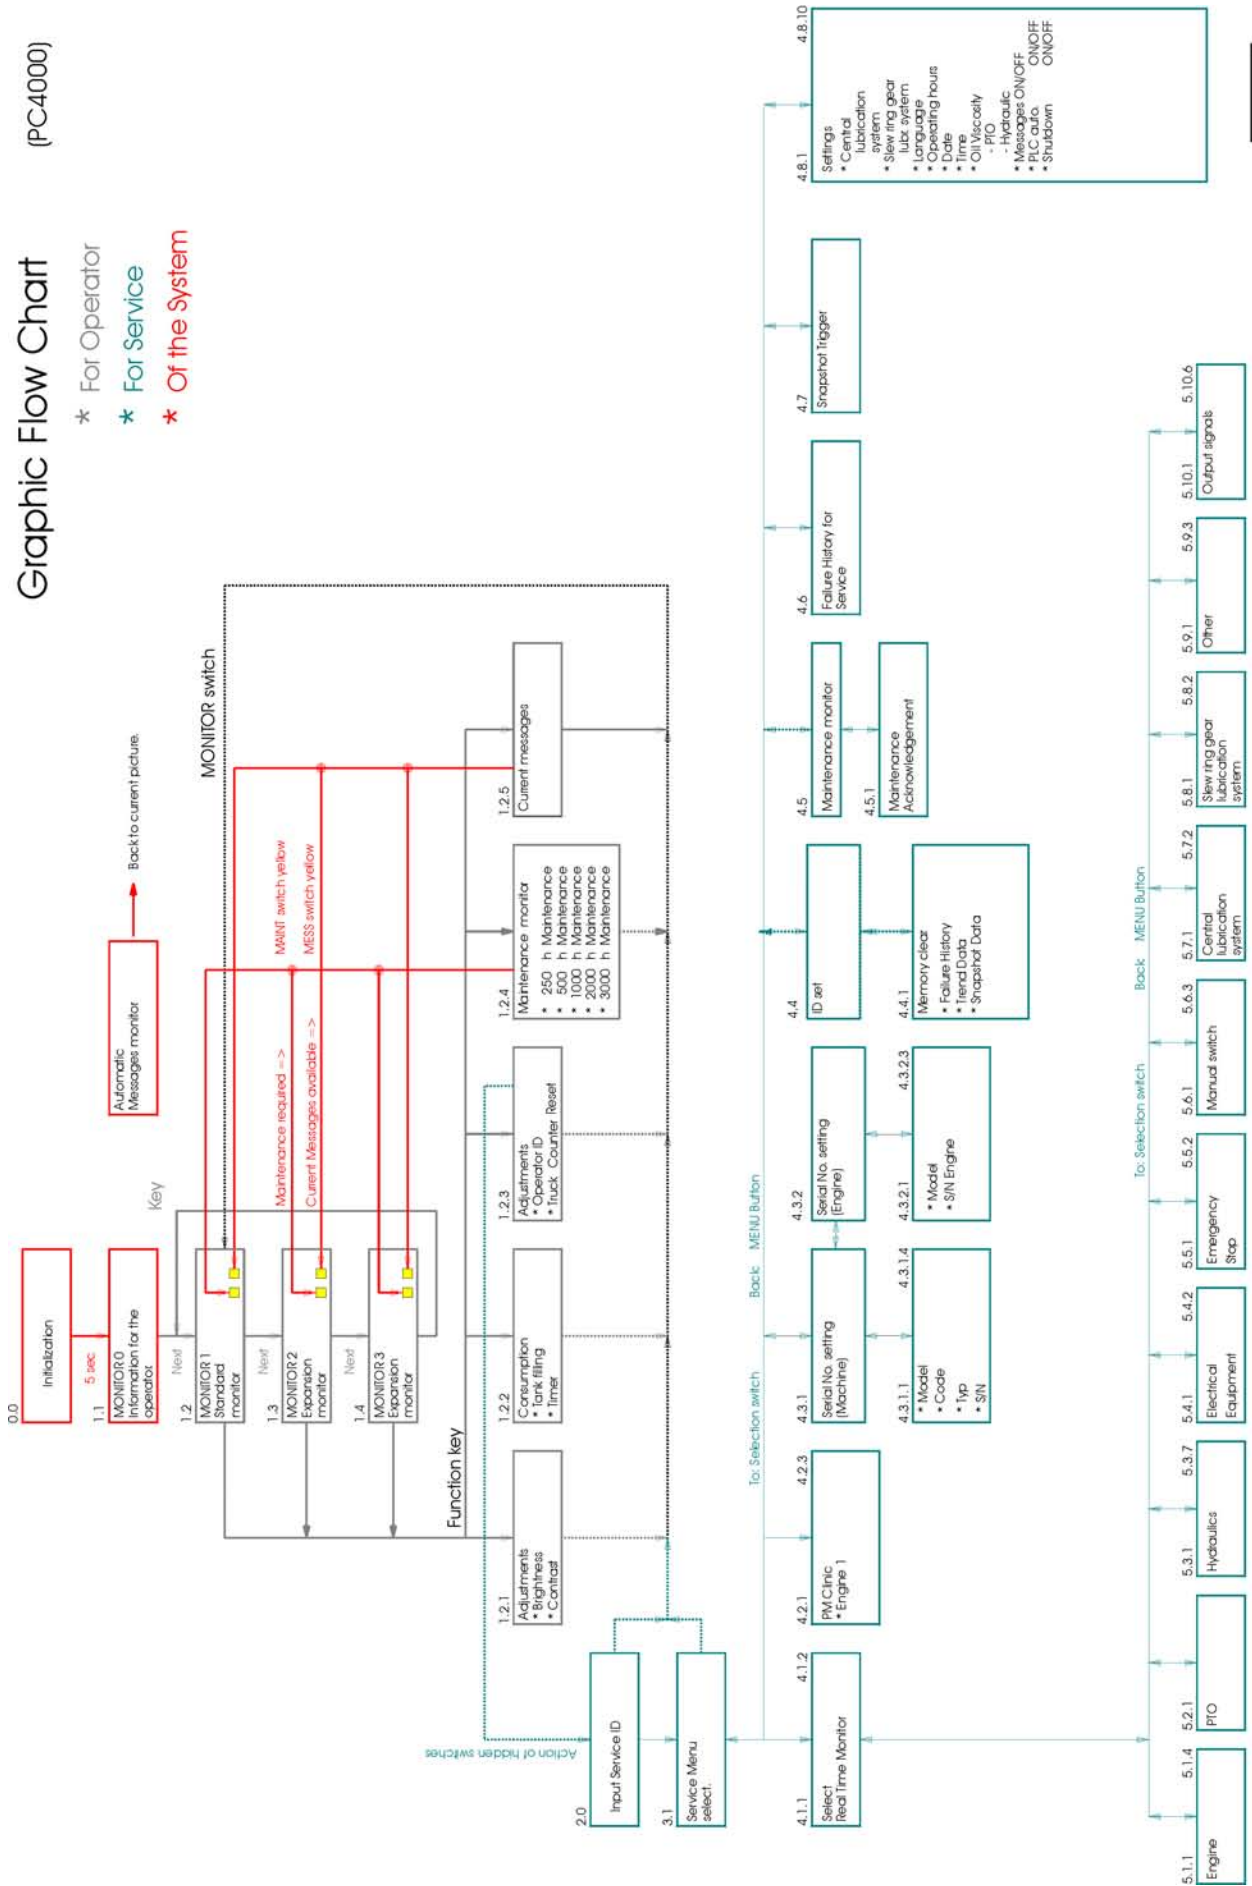 Graphic Flow Chart (PC4000)
* For Operator
* For Service
* Of the System
0.0
Initialization
5 sec
1.1
MONITOR 0
Information for the
operator.
Automatic
Messages monitor
Back to current picture.
Next
Key
1.2
MONITOR 1
Standard
monitor
MONITOR switch
Next
1.3
MONITOR 2
Expansion
monitor
Maintenance required = >
MAINT switch yellow
Current Messages available = >
MESS switch yellow
Next
1.4
MONITOR 3
Expansion
monitor
Function key
1.2.1
Adjustments
* Brightness
* Contrast
1.2.2
Consumption
* Tank filling
* Timer
1.2.3
Adjustments
* Operator ID
* Truck Counter Reset
1.2.4
Maintenance monitor
* 250 h Maintenance
* 500 h Maintenance
* 1000 h Maintenance
* 2000 h Maintenance
* 3000 h Maintenance
1.2.5
Current messages
Action of hidden switches
2.0
Input Service ID
3.1
Service Menu
select.
To: Selection switch
Back MENU Button
4.1.1 4.1.2
Select
Real Time Monitor
4.2.1 4.2.3
PM Clinic
* Engine 1
4.3.1
Serial No. setting
(Machine)
4.3.1.1 4.3.1.4
* Model
* Code
* Typ
* S/N
4.3.2
Serial No. setting
(Engine)
4.3.2.1 4.3.2.3
* Model
* S/N Engine
4.4
ID set
4.4.1
Memory clear
* Failure History
* Trend Data
* Snapshot Data
4.5
Maintenance monitor
4.5.1
Maintenance
Acknowledgement
4.6
Failure History for
Service
4.7
Snapshot Trigger
4.8.1 4.8.10
Settings
* Central
lubrication
system
* Slew ring gear
lubr. system
* Language
* Operating hours
* Date
* Time
* Oil Viscosity
- PTO
- Hydraulic
* Messages ON/OFF
* PLC auto. ON/OFF
* Shutdown ON/OFF
To: Selection switch
Back MENU Button
5.1.1 5.1.4
Engine
5.2.1
PTO
5.3.1 5.3.7
Hydraulics
5.4.1 5.4.2
Electrical
Equipment
5.5.1 5.5.2
Emergency
Stop
5.6.1 5.6.3
Manual switch
5.7.1 5.7.2
Central
lubrication
system
5.8.1 5.8.2
Slew ring gear
lubrication
system
5.9.1 5.9.3
Other
5.10.1 5.10.6
Output signals